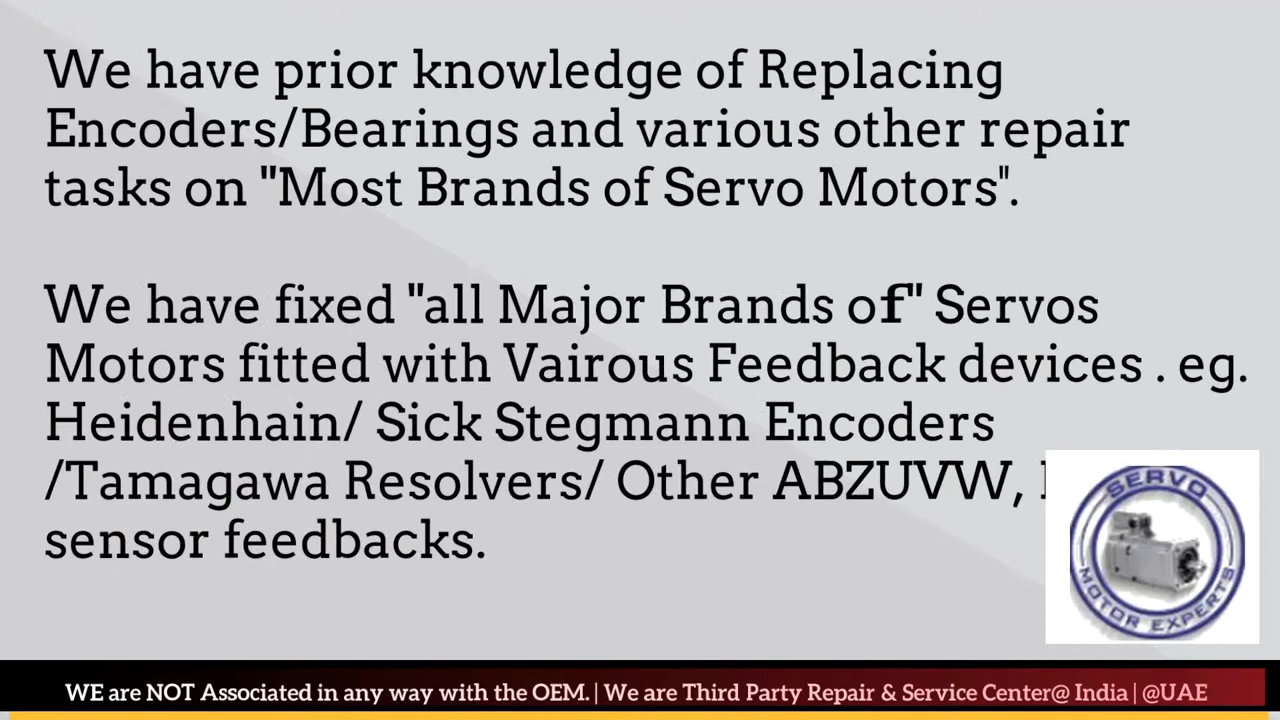 We have prior knowledge of Replacing
Encoders/Bearings and various other repair
tasks on "Most Brands of Servo Motors".
We have fixed "all Major Brands of" Servos
Motors fitted with Vairous Feedback devices . eg.
Heidenhain/ Sick Stegmann Encoders
/Tamagawa Resolvers/ Other ABZUVW,
sensor feedbacks.
SERVO
MOTOR EXPERTS
WE are NOT Associated in any way with the OEM. | We are Third Party Repair & Service Center@ India | @UAE